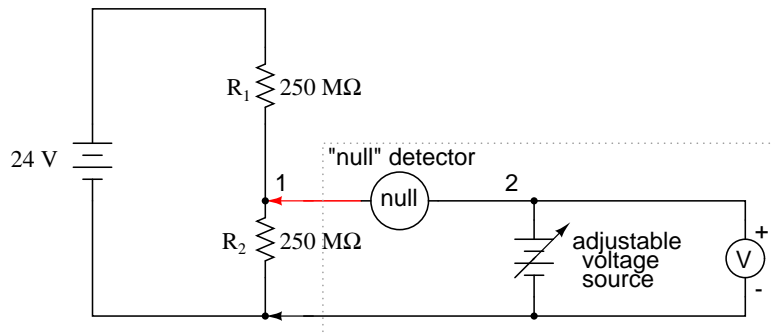 R1 250 MΩ
24 V
"null" detector
1
null
2
R2 250 MΩ
adjustable
voltage
source
+
V
-